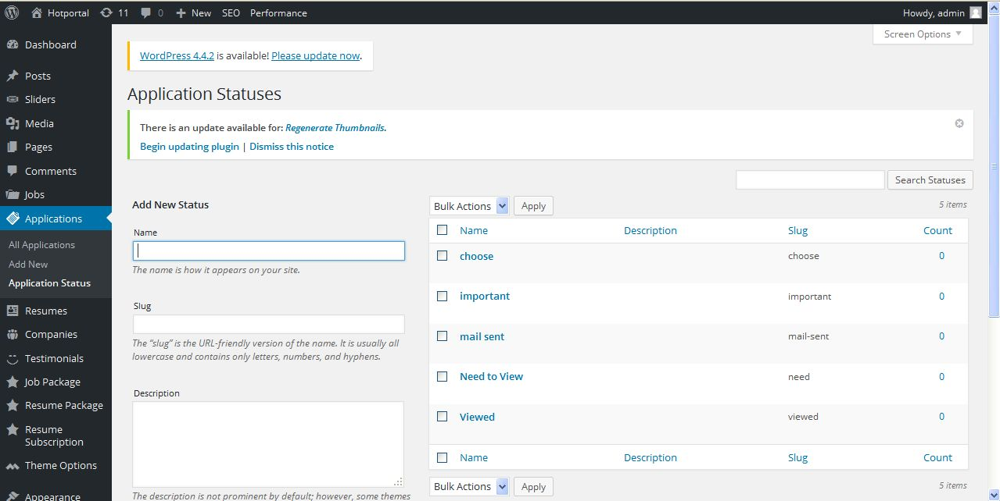 Hotportal 11 0 New SEO Performance Howdy, admin
Screen Options
Dashboard
Posts
Sliders
Media
Pages
Comments
Jobs
Applications
All Applications
Add New
Application Status
Resumes
Companies
Testimonials
Job Package
Resume Package
Resume
Subscription
Theme Options
Appearance
WordPress 4.4.2 is available! Please update now.
Application Statuses
There is an update available for: Regenerate Thumbnails.
Begin updating plugin | Dismiss this notice
Search Statuses
Add New Status
Name
The name is how it appears on your site.
Slug
The “slug” is the URL-friendly version of the name. It is usually all
lowercase and contains only letters, numbers, and hyphens.
Description
The description is not prominent by default; however, some themes
Bulk Actions Apply 5 items
Name Description Slug Count
choose choose 0
important important 0
mail sent mail-sent 0
Need to View need 0
Viewed viewed 0
Name Description Slug Count
Bulk Actions Apply 5 items